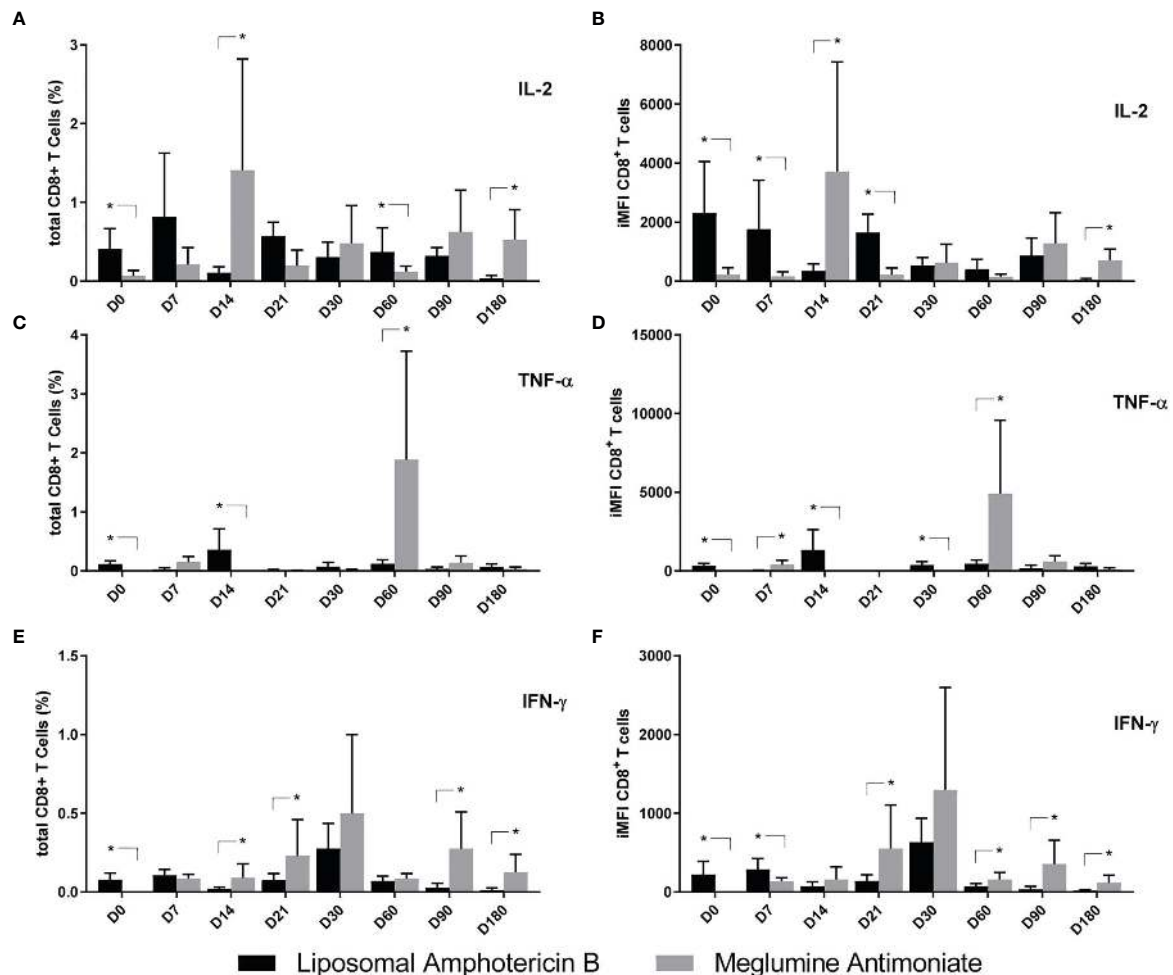 A
total CD8+ T Cells (%)
3
2
1
0
*
*
*
*
IL-2
D0 D7 D14 D21 D30 D60 D90 D180
B
iMFI CD8⁺ T cells
8000
6000
4000
2000
0
*
*
*
*
*
IL-2
D0 D7 D14 D21 D30 D60 D90 D180
C
total CD8+ T Cells (%)
4
3
2
1
0
*
*
*
TNF-α
D0 D7 D14 D21 D30 D60 D90 D180
D
iMFI CD8⁺ T cells
15000
10000
5000
0
*
*
*
*
*
TNF-α
D0 D7 D14 D21 D30 D60 D90 D180
E
total CD8+ T Cells (%)
1.5
1.0
0.5
0.0
*
*
*
*
*
IFN-γ
D0 D7 D14 D21 D30 D60 D90 D180
F
iMFI CD8⁺ T cells
3000
2000
1000
0
*
*
*
*
*
*
IFN-γ
D0 D7 D14 D21 D30 D60 D90 D180
Liposomal Amphotericin B Meglumine Antimoniate